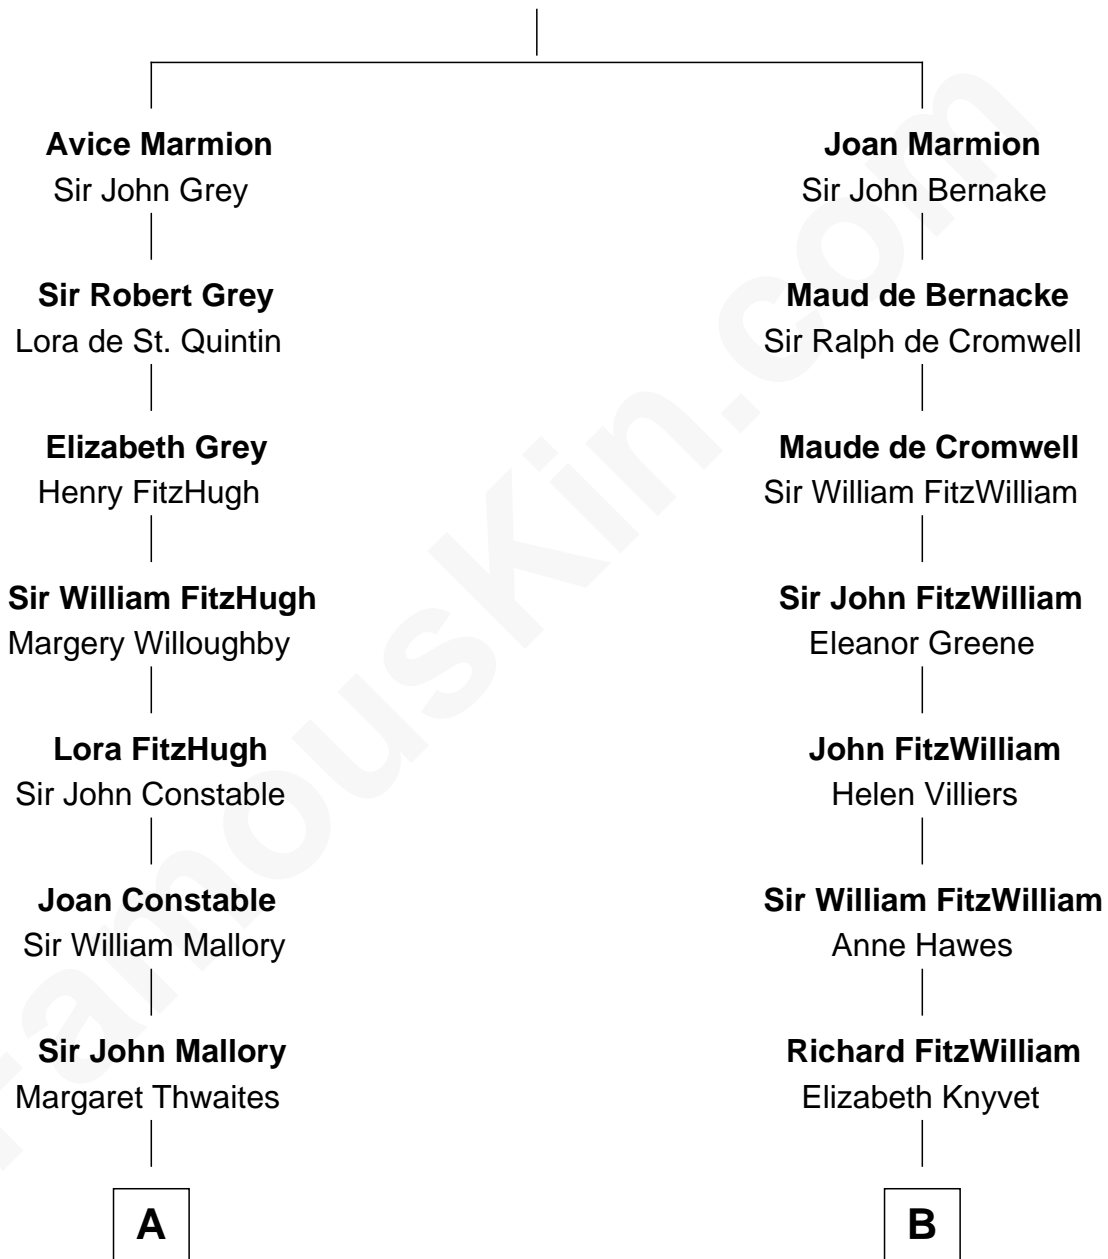 Avice Marmion
Sir John Grey
Sir Robert Grey
Lora de St. Quintin
Elizabeth Grey
Henry FitzHugh
Sir William FitzHugh
Margery Willoughby
Lora FitzHugh
Sir John Constable
Joan Constable
Sir William Mallory
Sir John Mallory
Margaret Thwaites
A
Joan Marmion
Sir John Bernake
Maud de Bernacke
Sir Ralph de Cromwell
Maude de Cromwell
Sir William FitzWilliam
Sir John FitzWilliam
Eleanor Greene
John FitzWilliam
Helen Villiers
Sir William FitzWilliam
Anne Hawes
Richard FitzWilliam
Elizabeth Knyvet
B
FamousKin.com